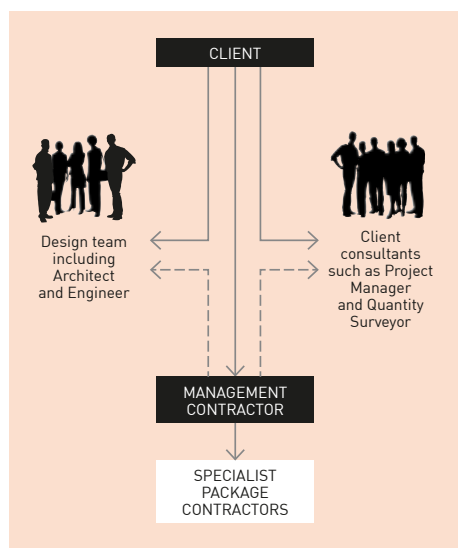 CLIENT
Design team
including
Architect
and Engineer
Client
consultants
such as Project
Manager
and Quantity
Surveyor
MANAGEMENT
CONTRACTOR
SPECIALIST
PACKAGE
CONTRACTORS